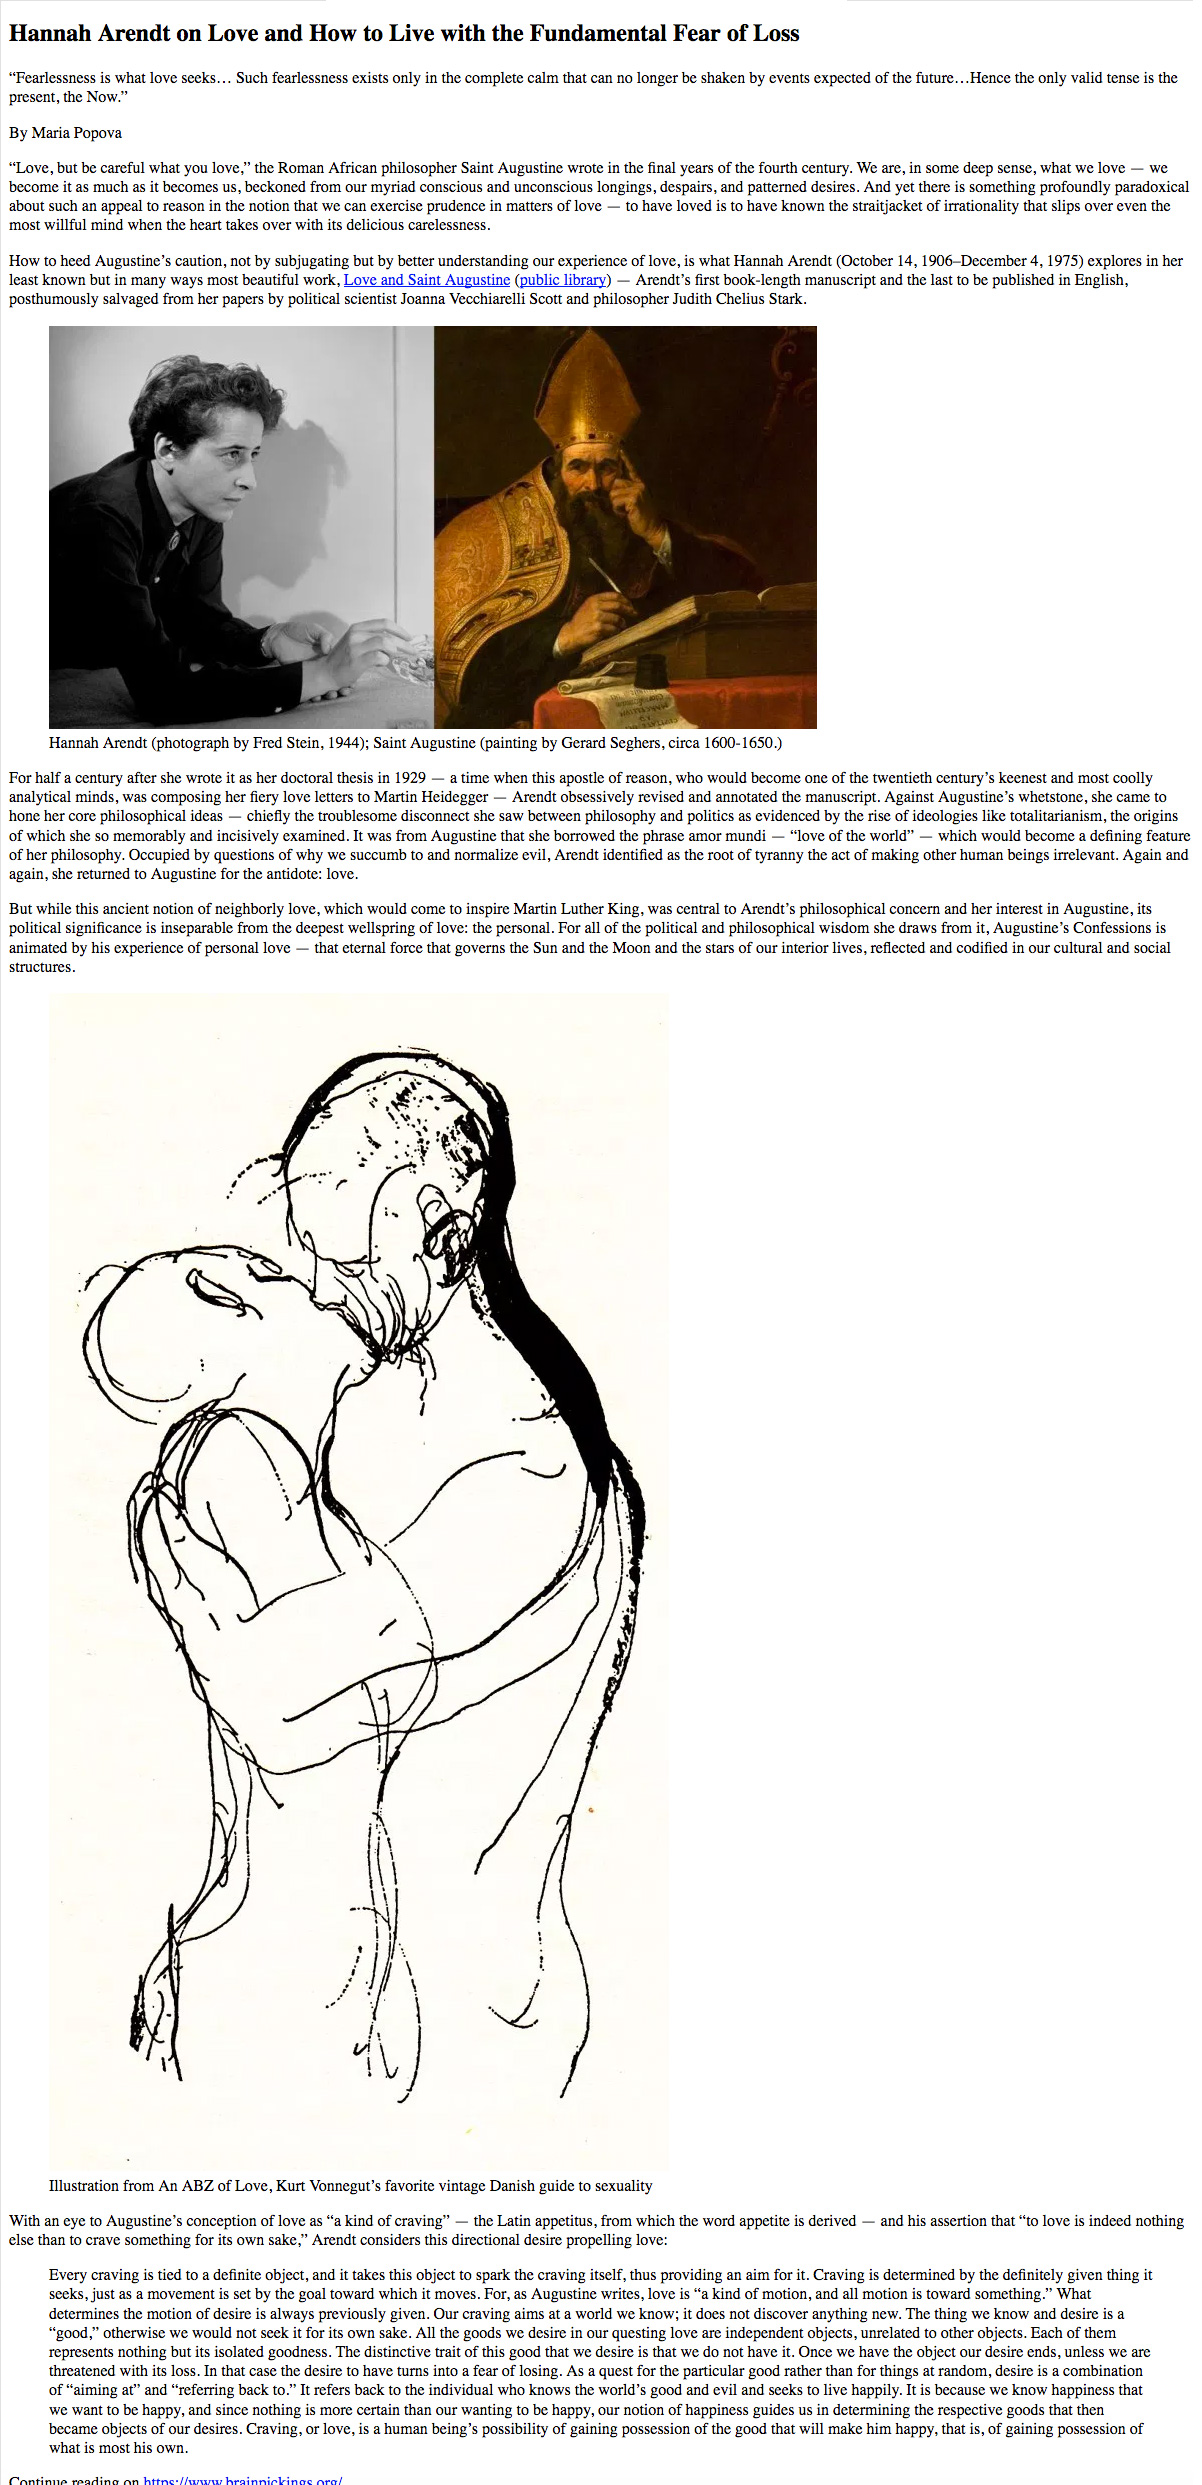 Hannah Arendt on Love and How to Live with the Fundamental Fear of Loss
“Fearlessness is what love seeks… Such fearlessness exists only in the complete calm that can no longer be shaken by events expected of the future…Hence the only valid tense is the
present, the Now.”
By Maria Popova
“Love, but be careful what you love,” the Roman African philosopher Saint Augustine wrote in the final years of the fourth century. We are, in some deep sense, what we love — we
become it as much as it becomes us, beckoned from our myriad conscious and unconscious longings, despairs, and patterned desires. And yet there is something profoundly paradoxical
about such an appeal to reason in the notion that we can exercise prudence in matters of love — to have loved is to have known the straitjacket of irrationality that slips over even the
most willful mind when the heart takes over with its delicious carelessness.
How to heed Augustine’s caution, not by subjugating but by better understanding our experience of love, is what Hannah Arendt (October 14, 1906–December 4, 1975) explores in her
least known but in many ways most beautiful work, Love and Saint Augustine (public library) — Arendt’s first book-length manuscript and the last to be published in English,
posthumously salvaged from her papers by political scientist Joanna Vecchiarelli Scott and philosopher Judith Chelius Stark.
Hannah Arendt (photograph by Fred Stein, 1944); Saint Augustine (painting by Gerard Seghers, circa 1600-1650.)
For half a century after she wrote it as her doctoral thesis in 1929 — a time when this apostle of reason, who would become one of the twentieth century’s keenest and most coolly
analytical minds, was composing her fiery love letters to Martin Heidegger — Arendt obsessively revised and annotated the manuscript. Against Augustine’s whetstone, she came to
hone her core philosophical ideas — chiefly the troublesome disconnect she saw between philosophy and politics as evidenced by the rise of ideologies like totalitarianism, the origins
of which she so memorably and incisively examined. It was from Augustine that she borrowed the phrase amor mundi — “love of the world” — which would become a defining feature
of her philosophy. Occupied by questions of why we succumb to and normalize evil, Arendt identified as the root of tyranny the act of making other human beings irrelevant. Again and
again, she returned to Augustine for the antidote: love.
But while this ancient notion of neighborly love, which would come to inspire Martin Luther King, was central to Arendt’s philosophical concern and her interest in Augustine, its
political significance is inseparable from the deepest wellspring of love: the personal. For all of the political and philosophical wisdom she draws from it, Augustine’s Confessions is
animated by his experience of personal love — that eternal force that governs the Sun and the Moon and the stars of our interior lives, reflected and codified in our cultural and social
structures.
Illustration from An ABZ of Love, Kurt Vonnegut’s favorite vintage Danish guide to sexuality
With an eye to Augustine’s conception of love as “a kind of craving” — the Latin appetitus, from which the word appetite is derived — and his assertion that “to love is indeed nothing
else than to crave something for its own sake,” Arendt considers this directional desire propelling love:
Every craving is tied to a definite object, and it takes this object to spark the craving itself, thus providing an aim for it. Craving is determined by the definitely given thing it
seeks, just as a movement is set by the goal toward which it moves. For, as Augustine writes, love is “a kind of motion, and all motion is toward something.” What
determines the motion of desire is always previously given. Our craving aims at a world we know; it does not discover anything new. The thing we know and desire is a
“good,” otherwise we would not seek it for its own sake. All the goods we desire in our questing love are independent objects, unrelated to other objects. Each of them
represents nothing but its isolated goodness. The distinctive trait of this good that we desire is that we do not have it. Once we have the object our desire ends, unless we are
threatened with its loss. In that case the desire to have turns into a fear of losing. As a quest for the particular good rather than for things at random, desire is a combination
of “aiming at” and “referring back to.” It refers back to the individual who knows the world’s good and evil and seeks to live happily. It is because we know happiness that
we want to be happy, and since nothing is more certain than our wanting to be happy, our notion of happiness guides us in determining the respective goods that then
became objects of our desires. Craving, or love, is a human being’s possibility of gaining possession of the good that will make him happy, that is, of gaining possession of
what is most his own.
Continue reading on https://www.brainpickings.org/